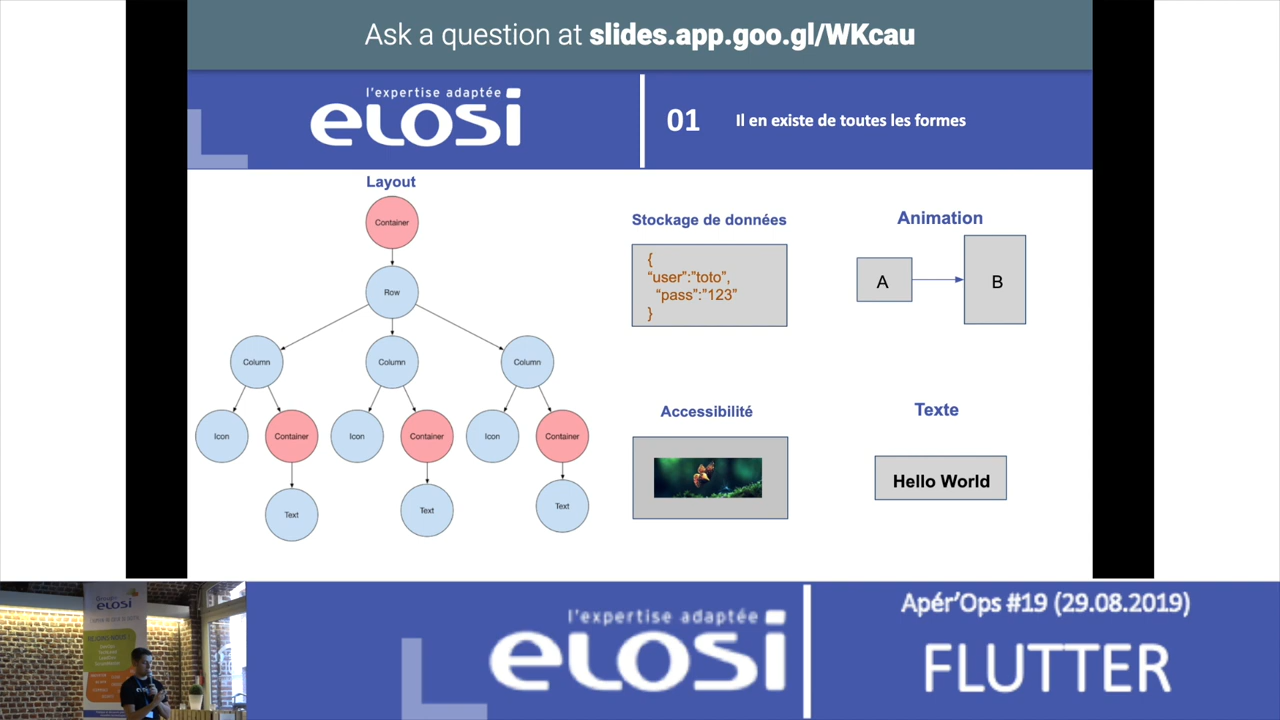 Ask a question at slides.app.goo.gl/WKcau
l'expertise adaptée
eLOSi
01
Il en existe de toutes les formes
Layout
Container
Row
Column
Column
Column
Icon
Container
Icon
Container
Icon
Container
Text
Text
Text
Stockage de données
{
“user”:”toto”,
“pass”:”123”
}
Animation
A
B
Accessibilité
Texte
Hello World
eLOSi
eLOSi
l'expertise adaptée
eLOSi
Apér'Ops #19 (29.08.2019)
FLUTTER